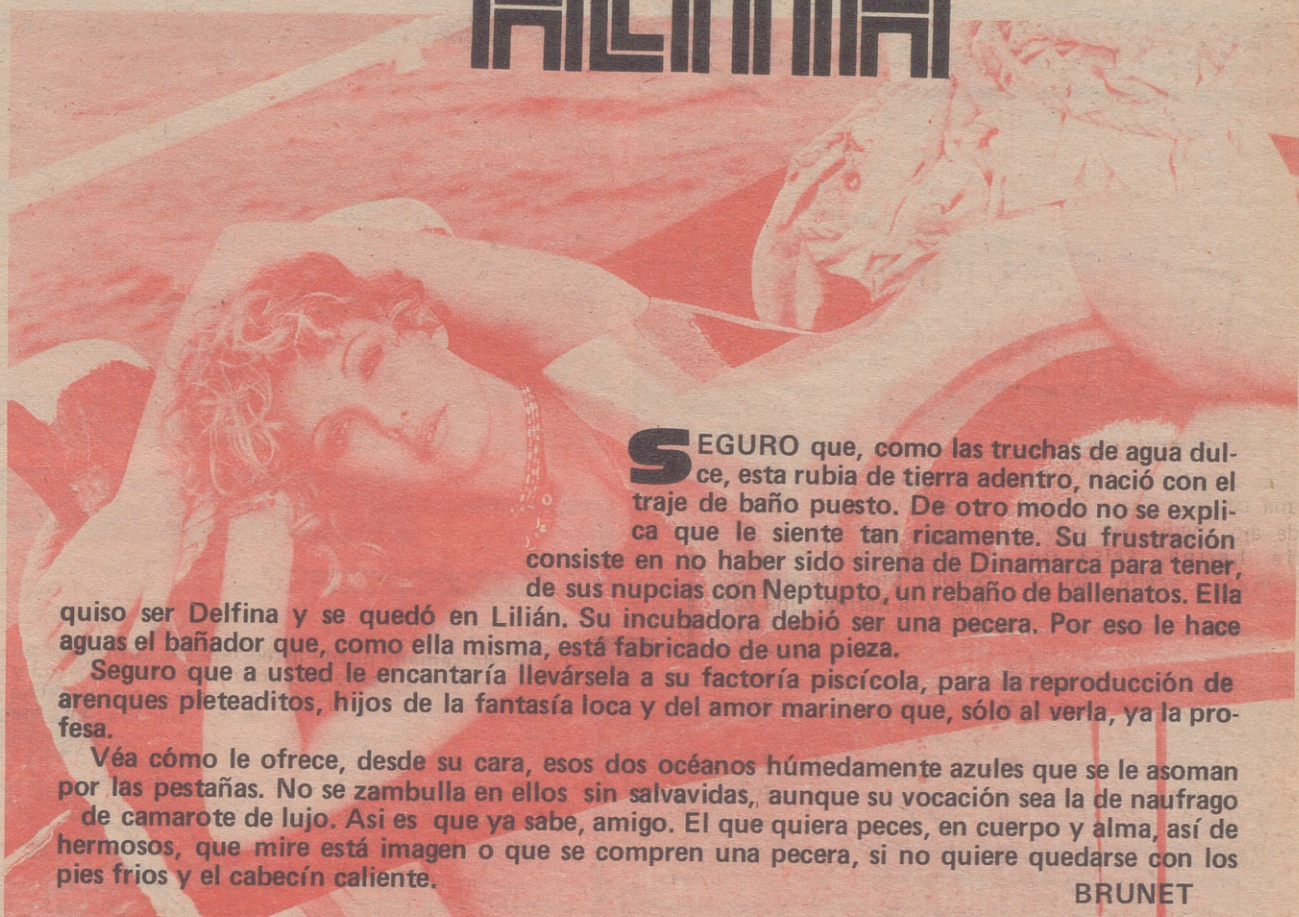 ALMA
SEGURO que, como las truchas de agua dul-
ce, esta rubia de tierra adentro, nació con el
traje de baño puesto. De otro modo no se expli-
ca que le siente tan ricamente. Su frustración
consiste en no haber sido sirena de Dinamarca para tener,
de sus nupcias con Neptupto, un rebaño de ballenatos. Ella
quiso ser Delfina y se quedó en Lilián. Su incubadora debió ser una pecera. Por eso le hace
aguas el bañador que, como ella misma, está fabricado de una pieza.
Seguro que a usted le encantaría llevársela a su factoría piscícola, para la reproducción de
arenques pleteaditos, hijos de la fantasía loca y del amor marinero que, sólo al verla, ya la pro-
fesa.
Véa cómo le ofrece, desde su cara, esos dos océanos húmedamente azules que se le asoman
por las pestañas. No se zambulla en ellos sin salvavidas,, aunque su vocación sea la de naufrago
de camarote de lujo. Asi es que ya sabe, amigo. El que quiera peces, en cuerpo y alma, así de
hermosos, que mire está imagen o que se compren una pecera, si no quiere quedarse con los
pies frios y el cabecín caliente.
BRUNET